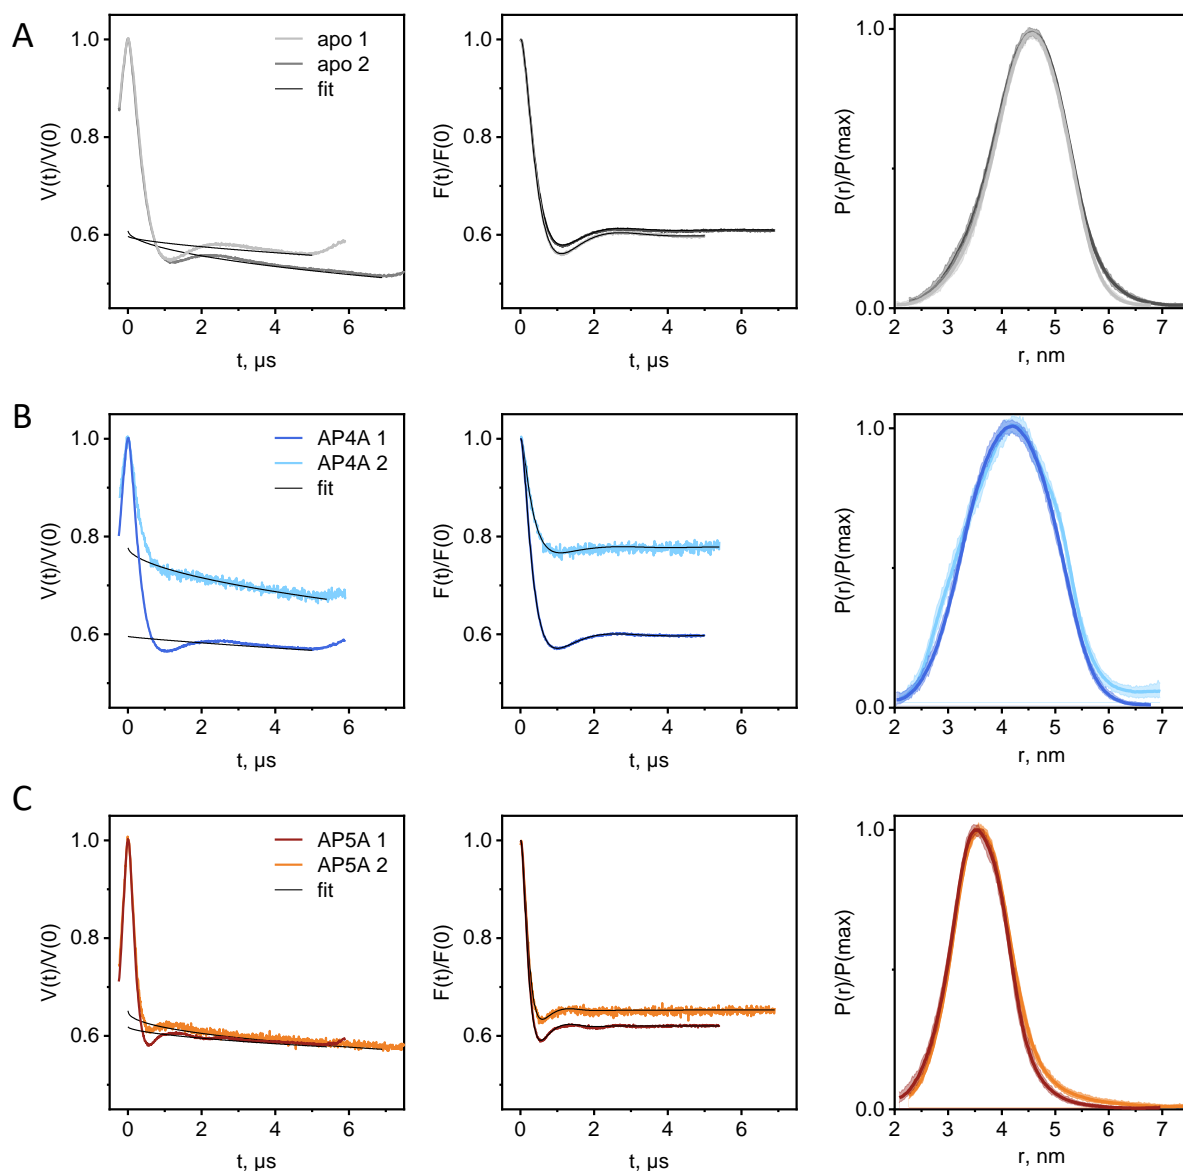 A
V(t)/V(0)
1.0
0.8
0.6
0
2
4
6
t, µs
apo 1
apo 2
fit
F(t)/F(0)
1.0
0.8
0.6
0
2
4
6
t, µs
P(r)/P(max)
1.0
0.0
2
3
4
5
6
7
r, nm
B
V(t)/V(0)
1.0
0.8
0.6
0
2
4
6
t, µs
AP4A 1
AP4A 2
fit
F(t)/F(0)
1.0
0.8
0.6
0
2
4
6
t, µs
P(r)/P(max)
1.0
0.0
2
3
4
5
6
7
r, nm
C
V(t)/V(0)
1.0
0.8
0.6
0
2
4
6
t, µs
AP5A 1
AP5A 2
fit
F(t)/F(0)
1.0
0.8
0.6
0
2
4
6
t, µs
P(r)/P(max)
1.0
0.0
2
3
4
5
6
7
r, nm